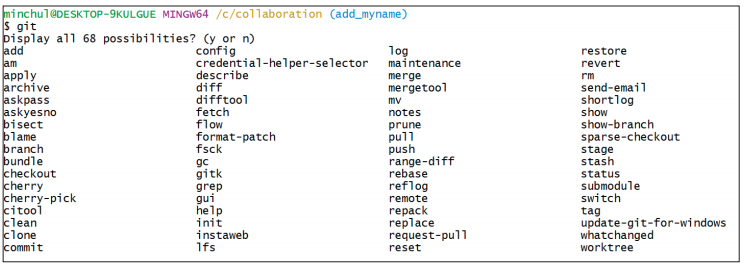 minchul@DESKTOP-9KULGUE MINGW64 /c/collaboration (add_myname)
$ git
Display all 68 possibilities? (y or n)
add config log restore
am credential-helper-selector maintenance revert
apply describe merge rm
archive diff mergetool send-email
askpass difftool mv shortlog
askyesno fetch notes show
bisect flow prune show-branch
blame format-patch pull sparse-checkout
branch fsck push stage
bundle gc range-diff stash
checkout gitk rebase status
cherry grep reflog submodule
cherry-pick gui remote switch
citool help repack tag
clean init replace update-git-for-windows
clone instaweb request-pull whatchanged
commit lfs reset worktree